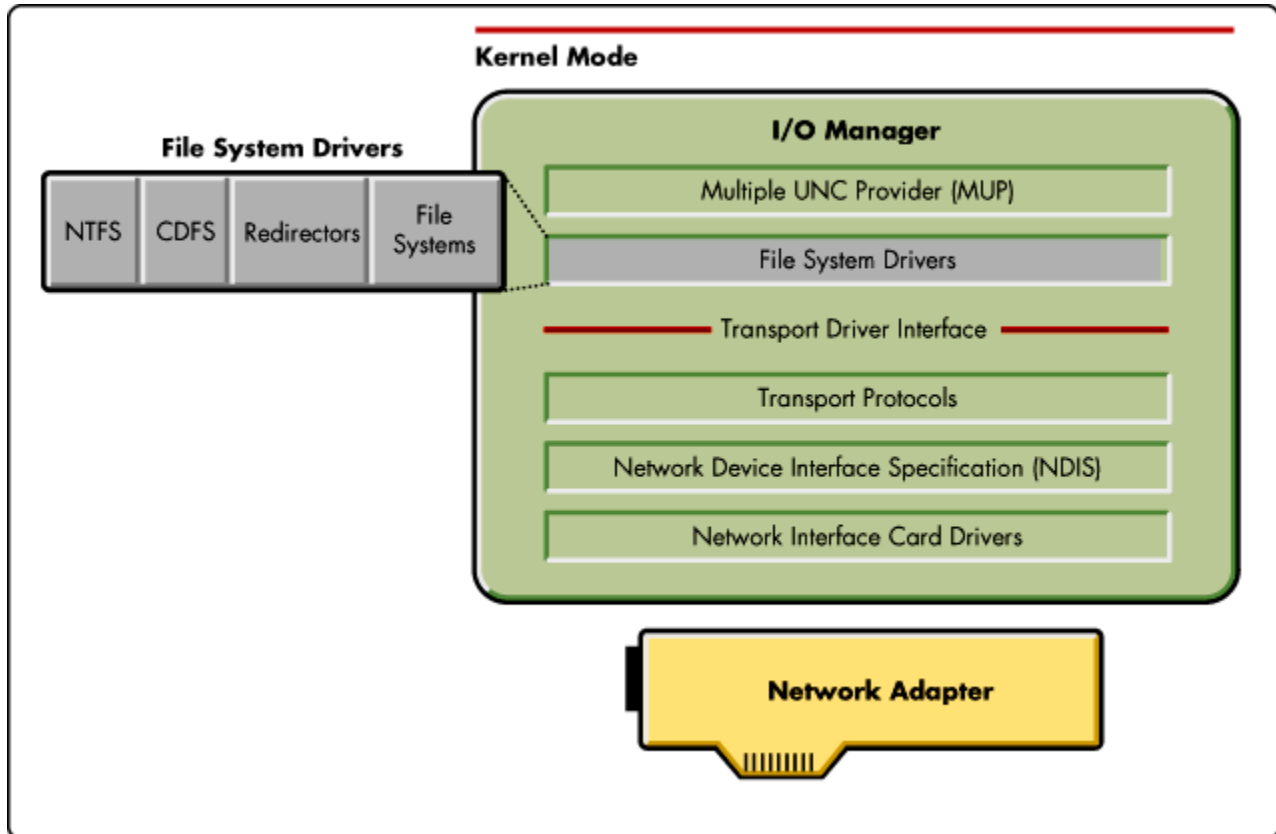 Kernel Mode
I/O Manager
File System Drivers
NTFS
CDFS
Redirectors
File
Systems
Multiple UNC Provider (MUP)
File System Drivers
Transport Driver Interface
Transport Protocols
Network Device Interface Specification (NDIS)
Network Interface Card Drivers
Network Adapter